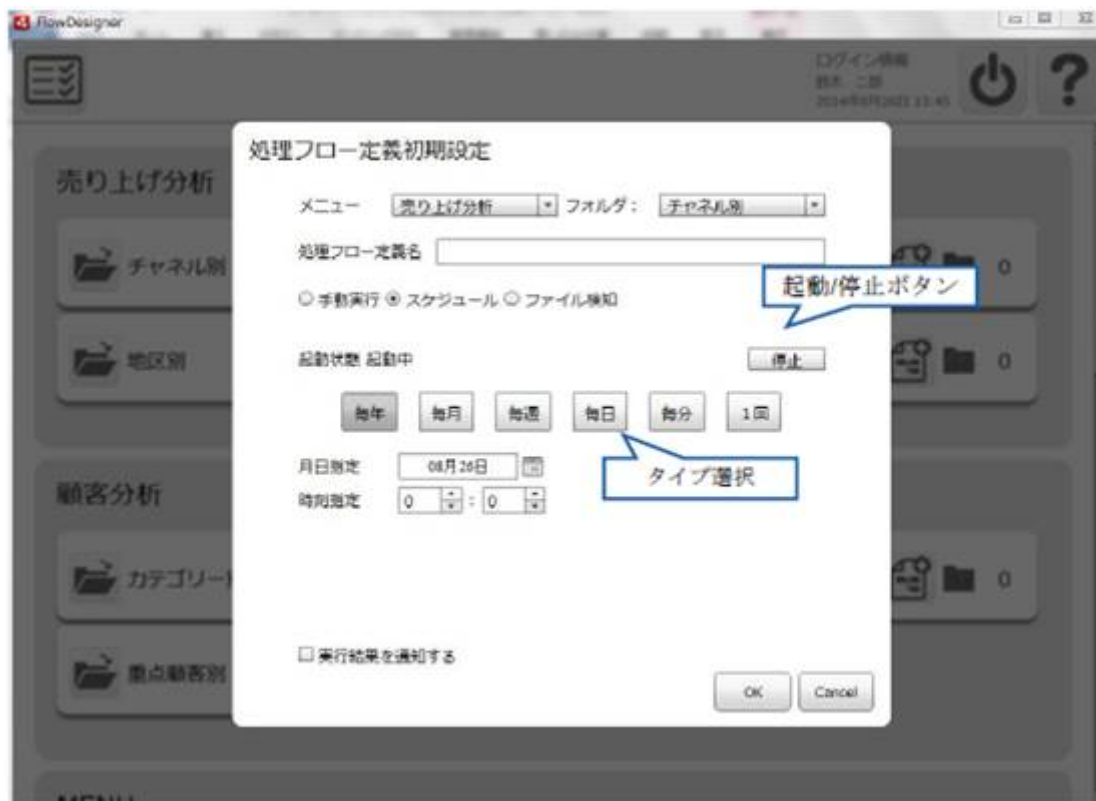 FlowDesigner
ログイン情報
鈴木 二郎
売り上げ分析
チャネル別
0
地区別
0
顧客分析
0
重点顧客別
MENU
処理フロー定義初期設定
メニュー 売り上げ分析 フォルダ: チャネル別
処理フロー定義名
手動実行 スケジュール ファイル検知
起動/停止ボタン
起動状態 起動中 停止
毎年 毎月 毎週 毎日 毎分 1回
タイプ選択
月日指定 08月26日
時刻指定 0 : 0
実行結果を通知する
OK Cancel